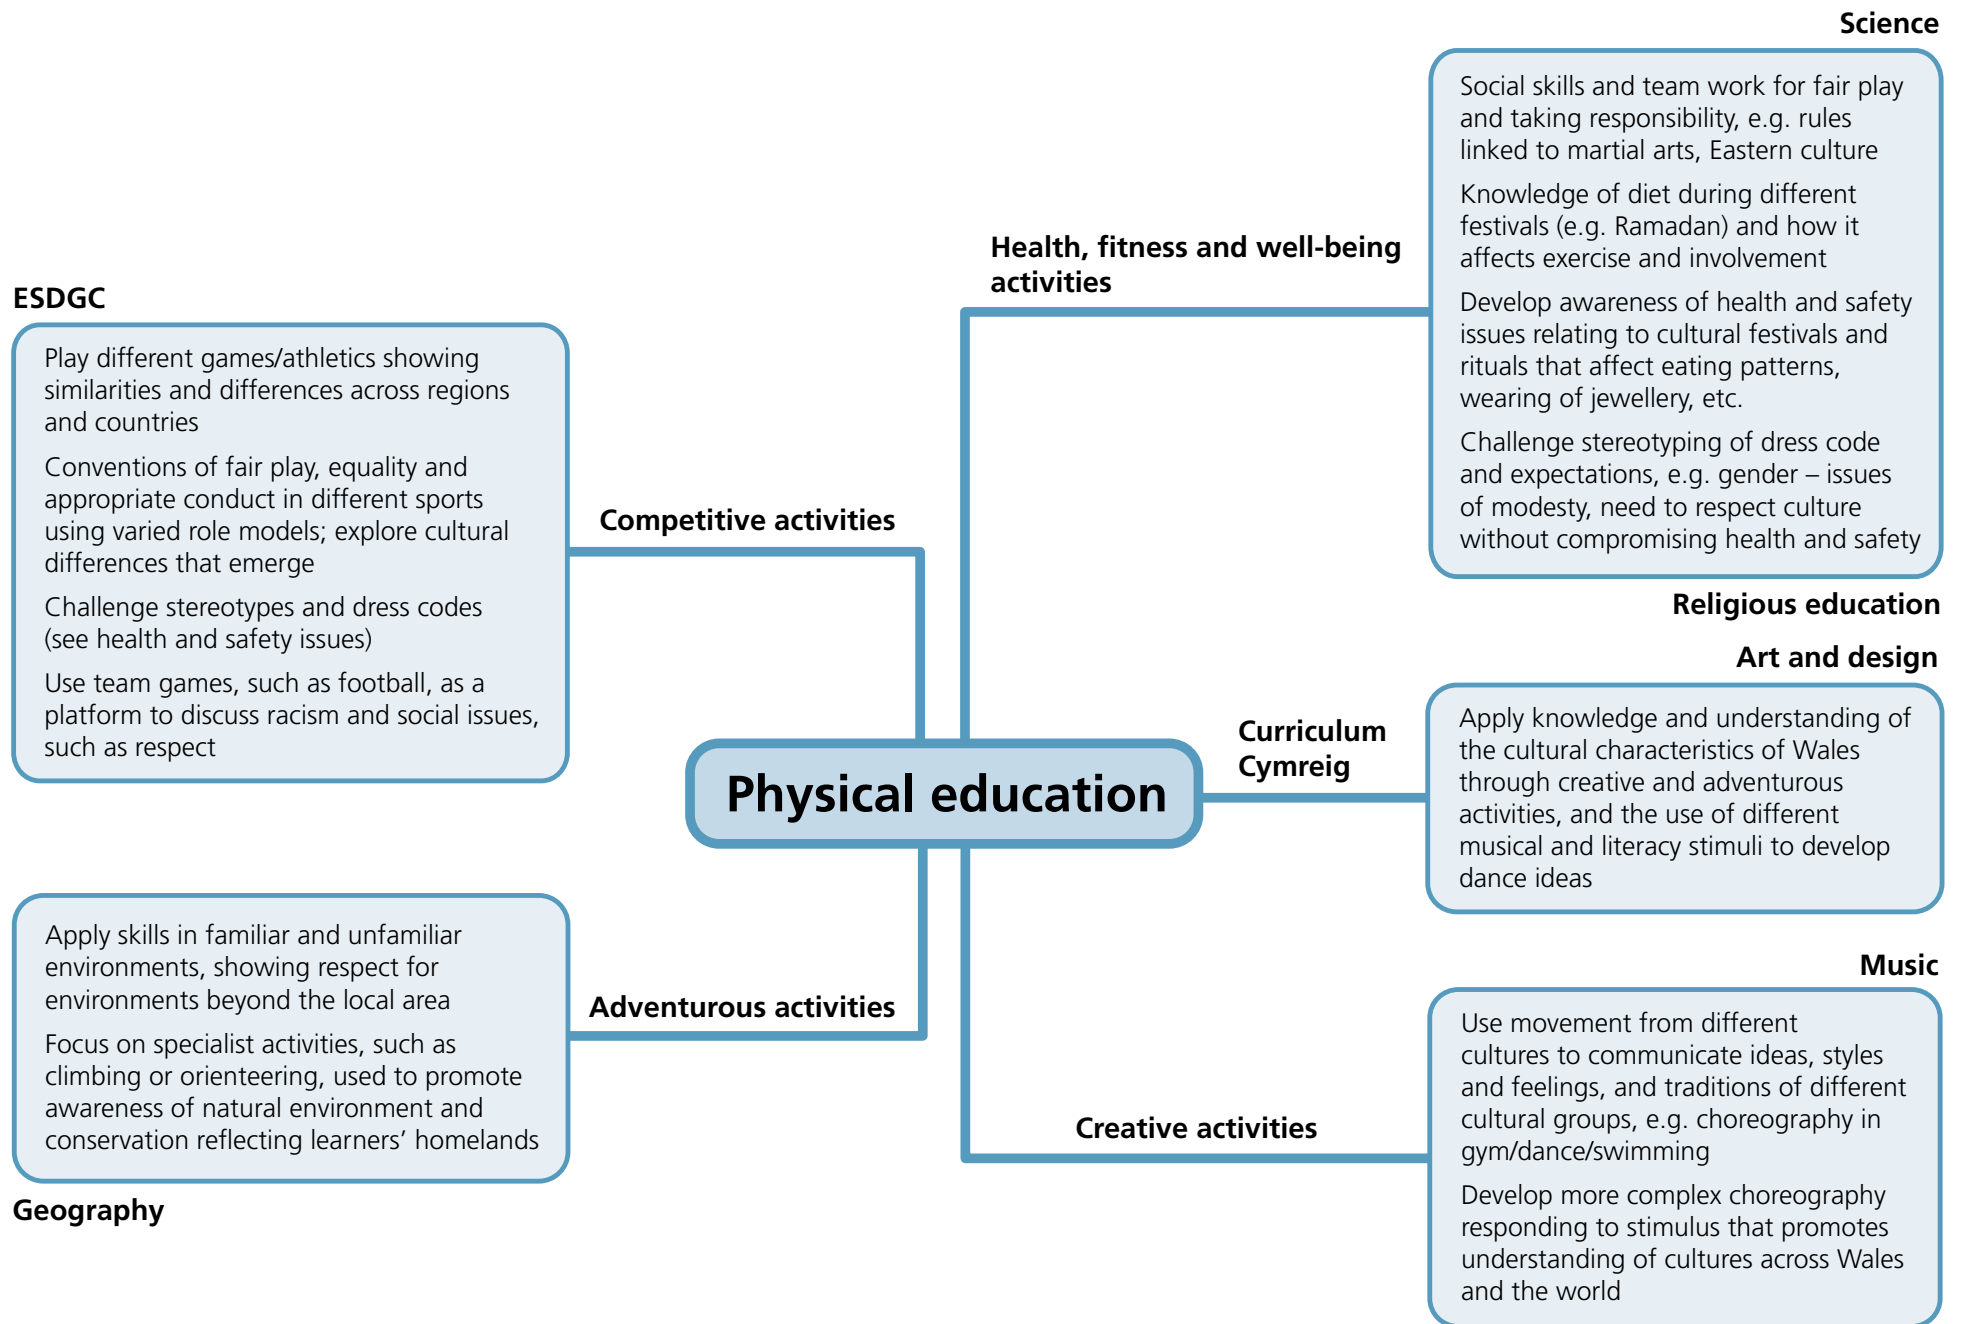 ESDGC
Play different games/athletics showing
similarities and differences across regions
and countries
Conventions of fair play, equality and
appropriate conduct in different sports
using varied role models; explore cultural
differences that emerge
Challenge stereotypes and dress codes
(see health and safety issues)
Use team games, such as football, as a
platform to discuss racism and social issues,
such as respect
Competitive activities
Apply skills in familiar and unfamiliar
environments, showing respect for
environments beyond the local area
Focus on specialist activities, such as
climbing or orienteering, used to promote
awareness of natural environment and
conservation reflecting learners’ homelands
Geography
Adventurous activities
Physical education
Health, fitness and well-being
activities
Science
Social skills and team work for fair play
and taking responsibility, e.g. rules
linked to martial arts, Eastern culture
Knowledge of diet during different
festivals (e.g. Ramadan) and how it
affects exercise and involvement
Develop awareness of health and safety
issues relating to cultural festivals and
rituals that affect eating patterns,
wearing of jewellery, etc.
Challenge stereotyping of dress code
and expectations, e.g. gender – issues
of modesty, need to respect culture
without compromising health and safety
Religious education
Curriculum
Cymreig
Art and design
Apply knowledge and understanding of
the cultural characteristics of Wales
through creative and adventurous
activities, and the use of different
musical and literacy stimuli to develop
dance ideas
Creative activities
Music
Use movement from different
cultures to communicate ideas, styles
and feelings, and traditions of different
cultural groups, e.g. choreography in
gym/dance/swimming
Develop more complex choreography
responding to stimulus that promotes
understanding of cultures across Wales
and the world